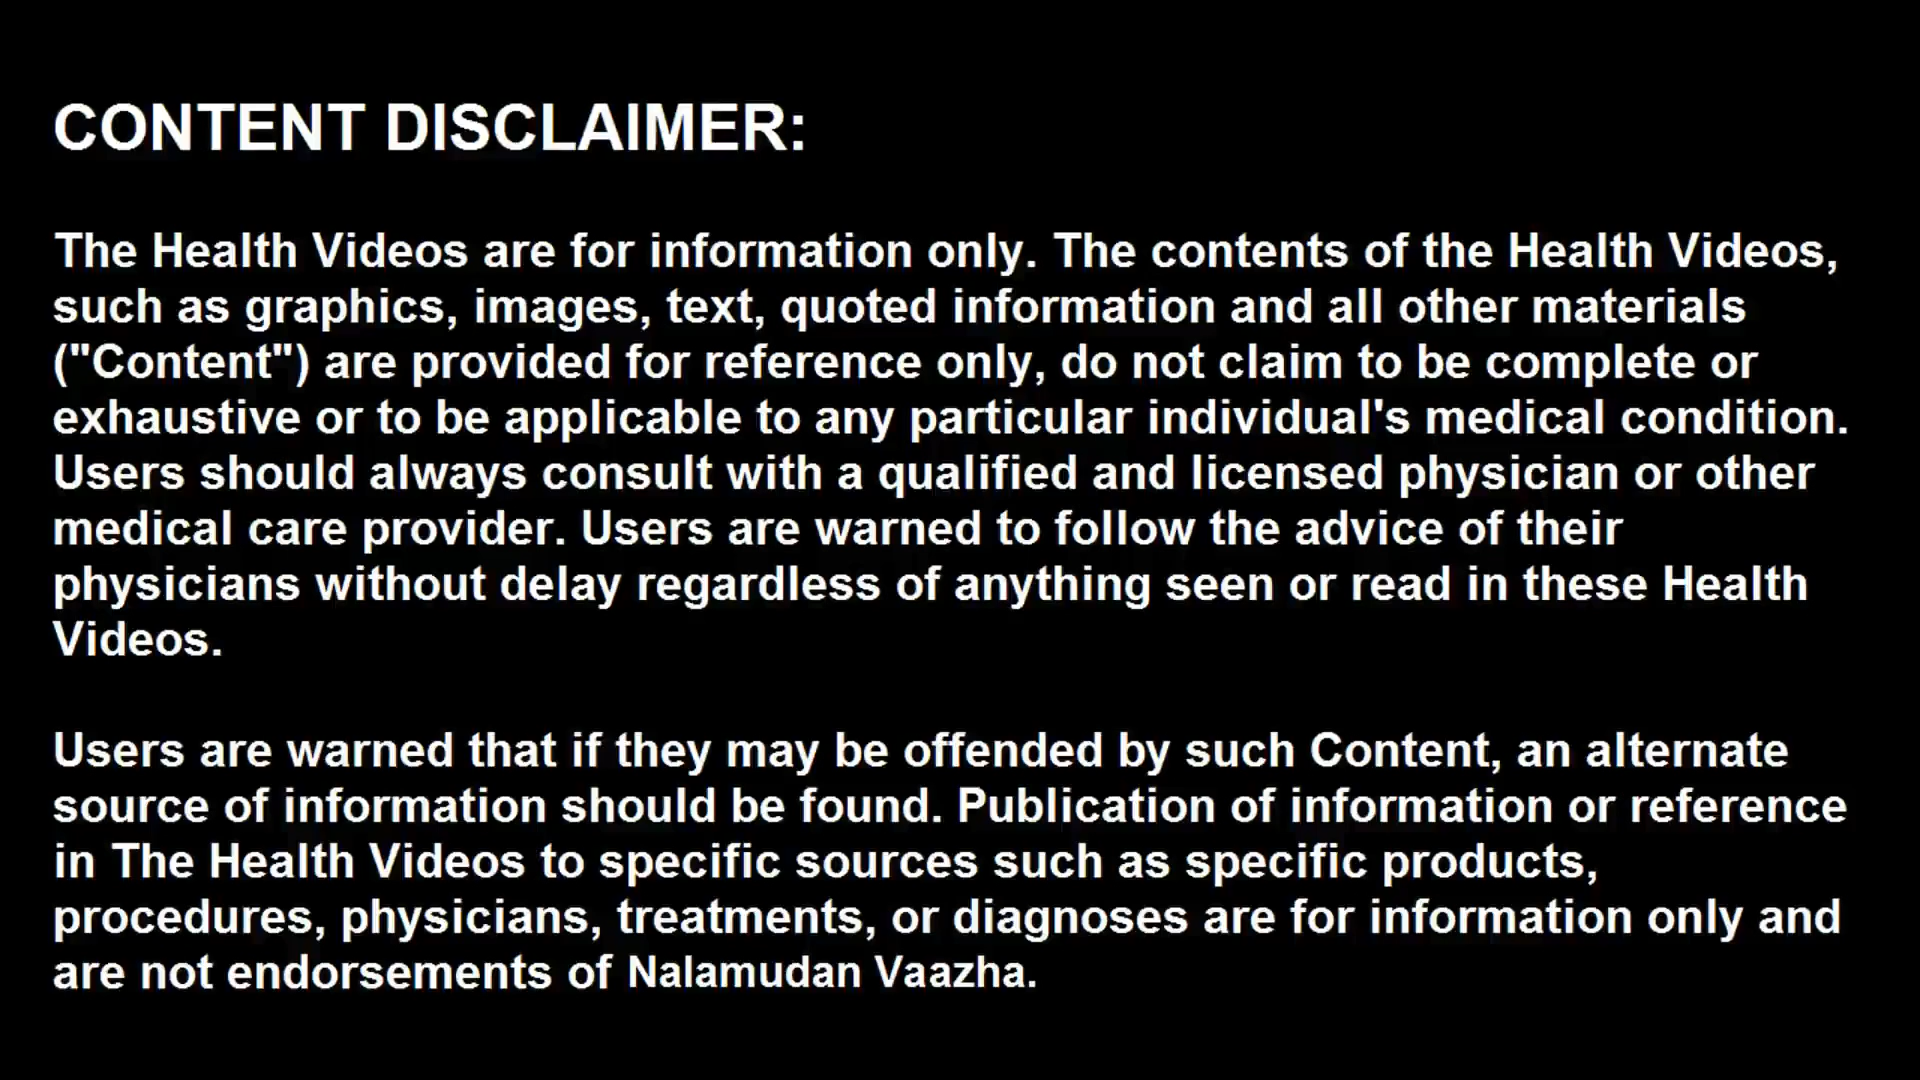 CONTENT DISCLAIMER:
The Health Videos are for information only. The contents of the Health Videos,
such as graphics, images, text, quoted information and all other materials
("Content") are provided for reference only, do not claim to be complete or
exhaustive or to be applicable to any particular individual's medical condition.
Users should always consult with a qualified and licensed physician or other
medical care provider. Users are warned to follow the advice of their
physicians without delay regardless of anything seen or read in these Health
Videos.
Users are warned that if they may be offended by such Content, an alternate
source of information should be found. Publication of information or reference
in The Health Videos to specific sources such as specific products,
procedures, physicians, treatments, or diagnoses are for information only and
are not endorsements of Nalamudan Vaazha.